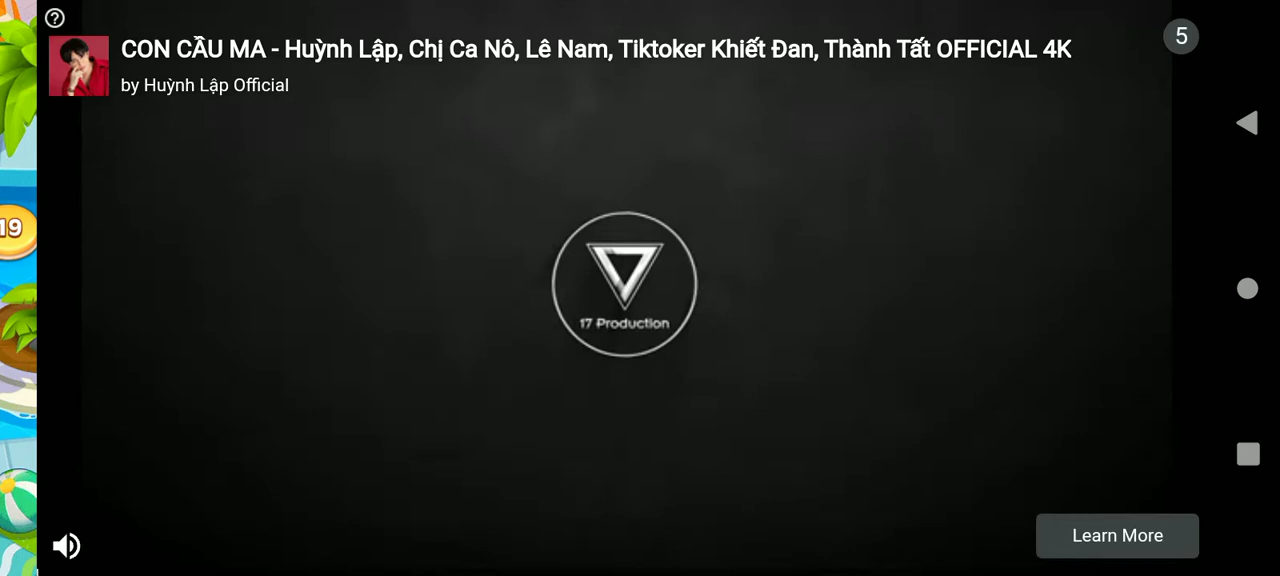 CON CẦU MA - Huỳnh Lập, Chị Ca Nô, Lê Nam, Tiktoker Khiết Đan, Thành Tất OFFICIAL 4K
5
by Huỳnh Lập Official
19
17 Production
Learn More